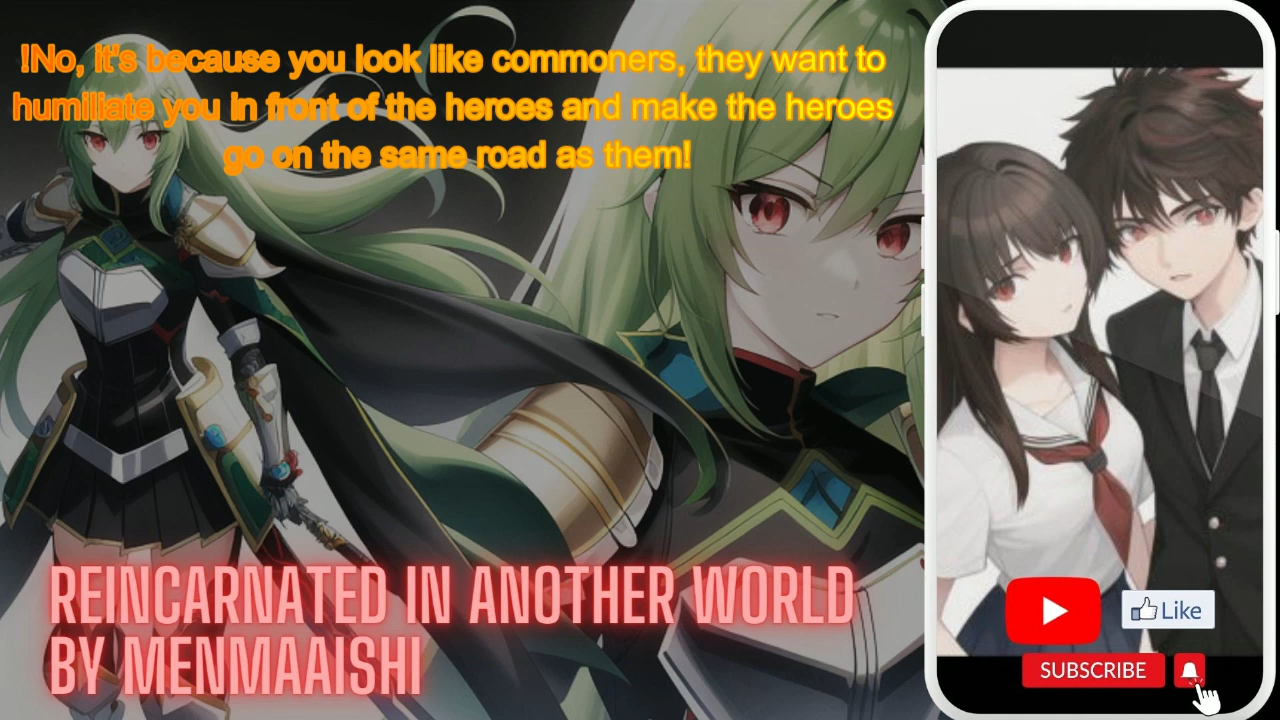 !No, it's because you look like commoners, they want to
humiliate you in front of the heroes and make the heroes
go on the same road as them!
REINCARNATED IN ANOTHER WORLD
BY MENMAAISHI
Like
SUBSCRIBE